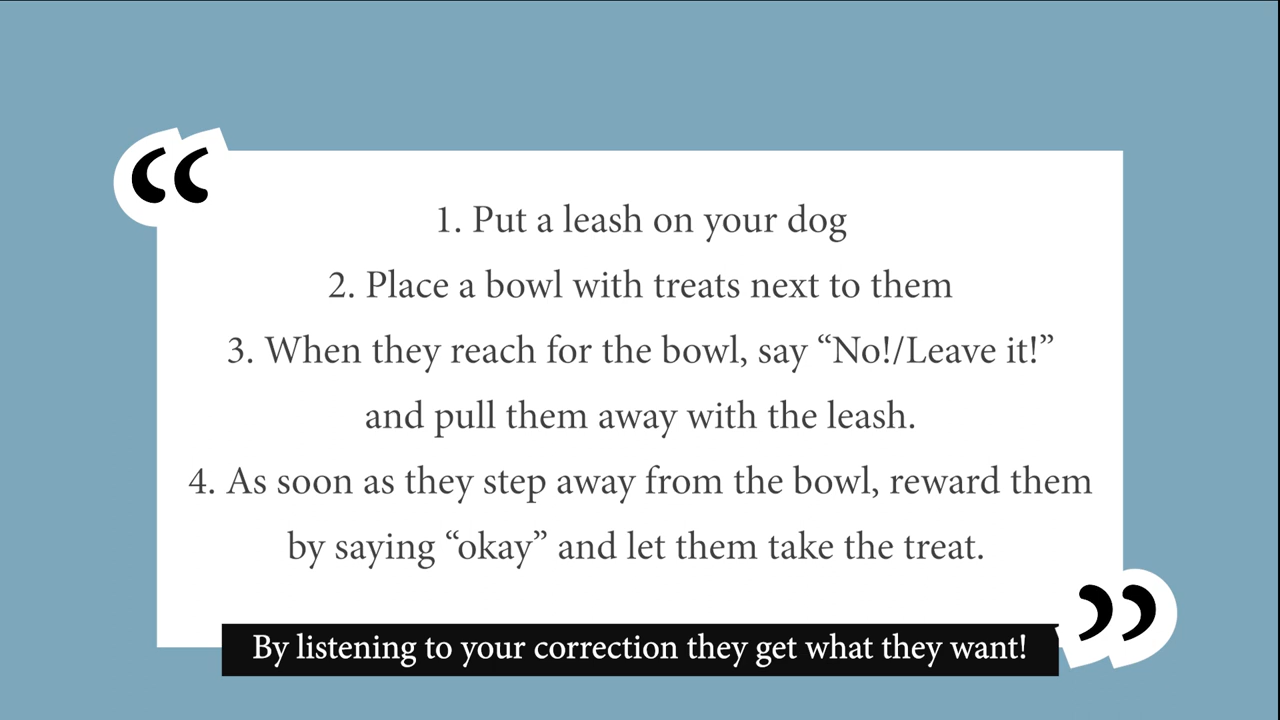 “
1. Put a leash on your dog
2. Place a bowl with treats next to them
3. When they reach for the bowl, say “No!/Leave it!”
and pull them away with the leash.
4. As soon as they step away from the bowl, reward them
by saying “okay” and let them take the treat.
”
By listening to your correction they get what they want!